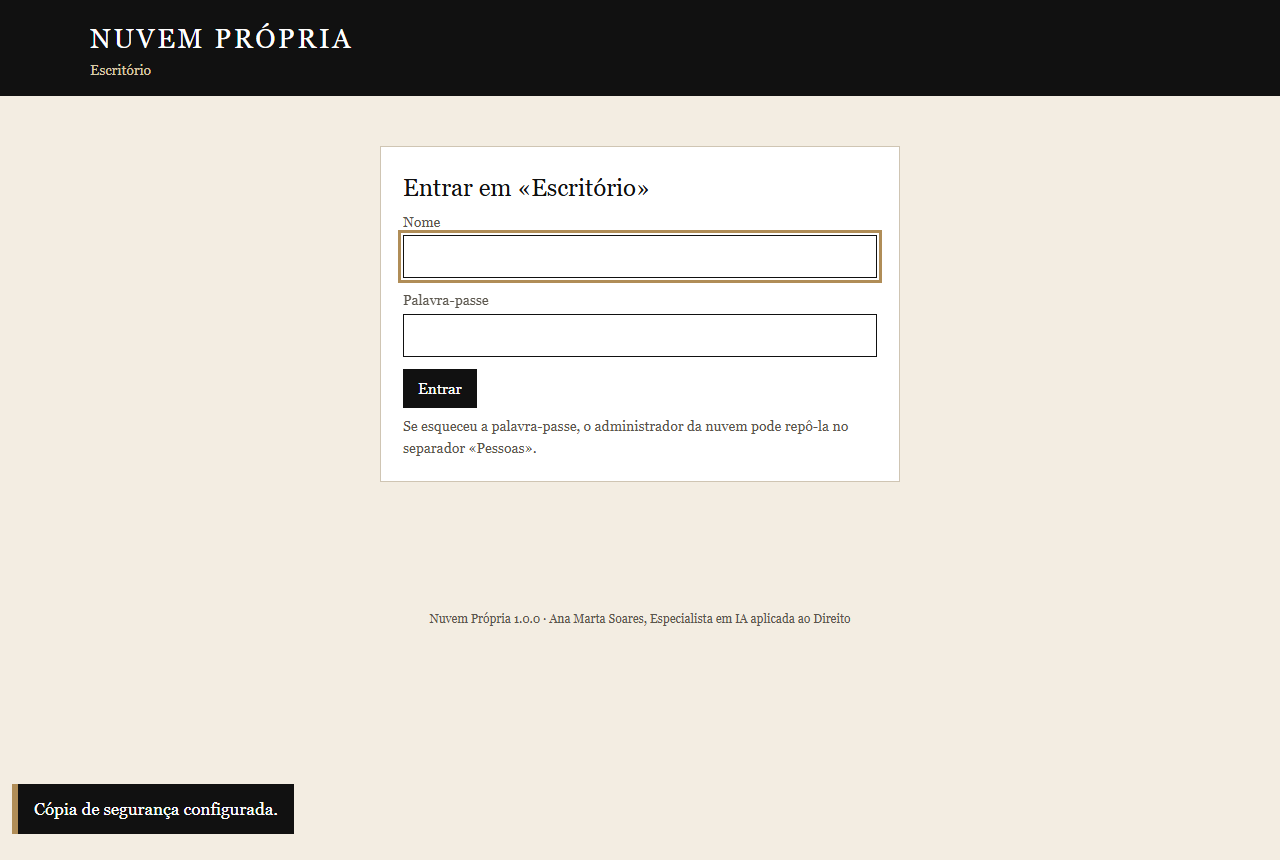 NUVEM PRÓPRIA
Escritório
Entrar em «Escritório»
Nome
Palavra-passe
Entrar
Se esqueceu a palavra-passe, o administrador da nuvem pode repô-la no
separador «Pessoas».
Nuvem Própria 1.0.0 · Ana Marta Soares, Especialista em IA aplicada ao Direito
Cópia de segurança configurada.